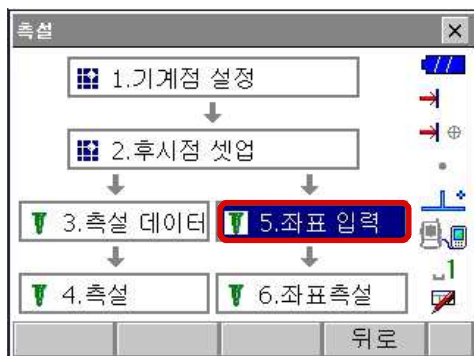 측설
1.기계점 설정
2.후시점 셋업
3.측설 데이터
5.좌표 입력
4.측설
6.좌표측설
1
뒤로